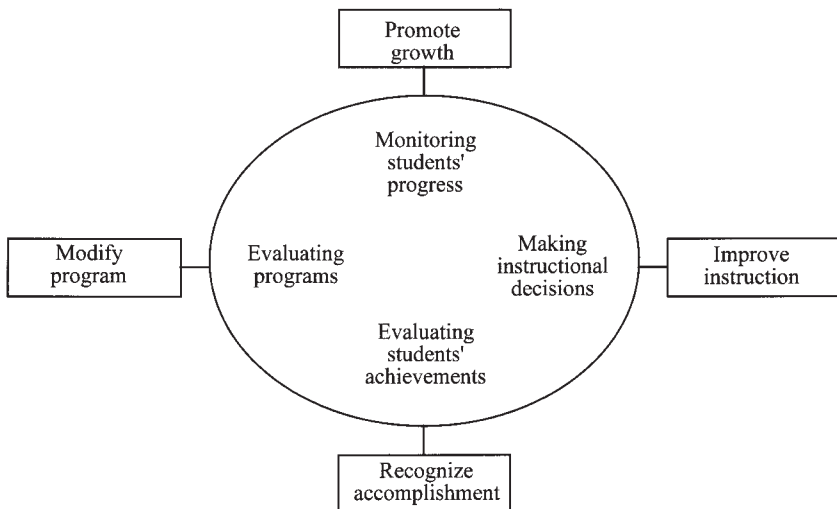 Promote
growth
Monitoring
students'
progress
Modify
program
Evaluating
programs
Making
instructional
decisions
Improve
instruction
Evaluating
students'
achievements
Recognize
accomplishment